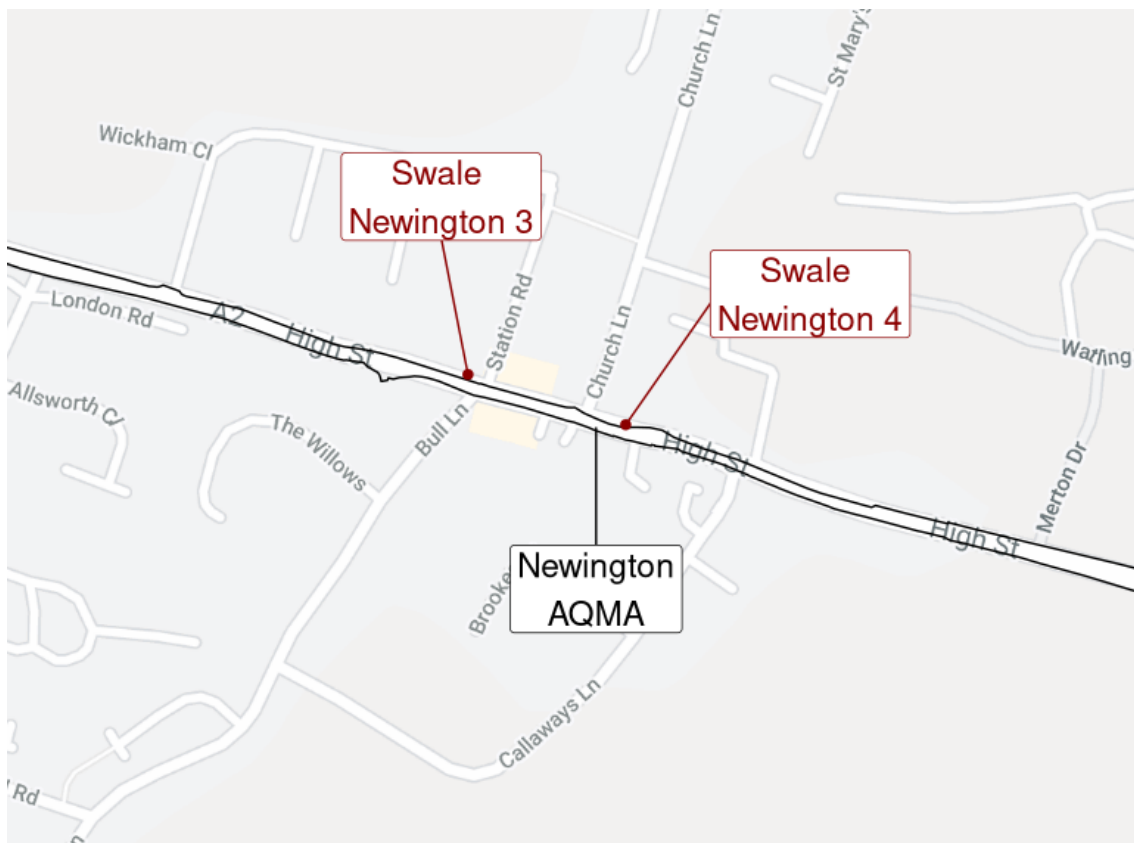 St Mary's
Church Ln
Wickham Cl
Swale
Newington 3
Swale
Newington 4
London Rd
A2
High St
Station Rd
Church Ln
Allsworth Cl
The Willows
Bull Ln
High St
Merton Dr
High St
Newington
AQMA
Callaways Ln
Rd